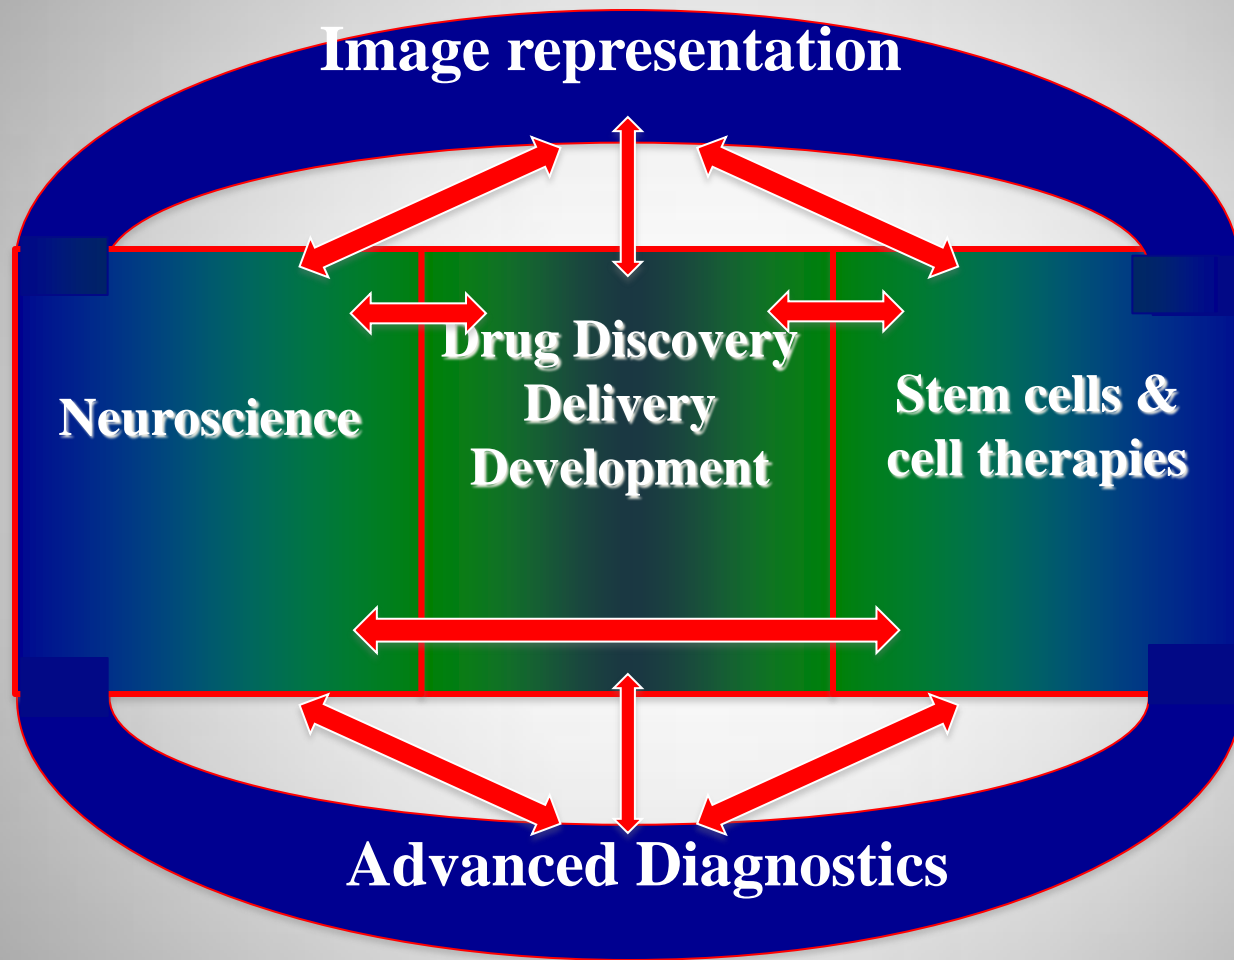 Image representation
Drug Discovery
Delivery
Development
Neuroscience
Stem cells &
cell therapies
Advanced Diagnostics